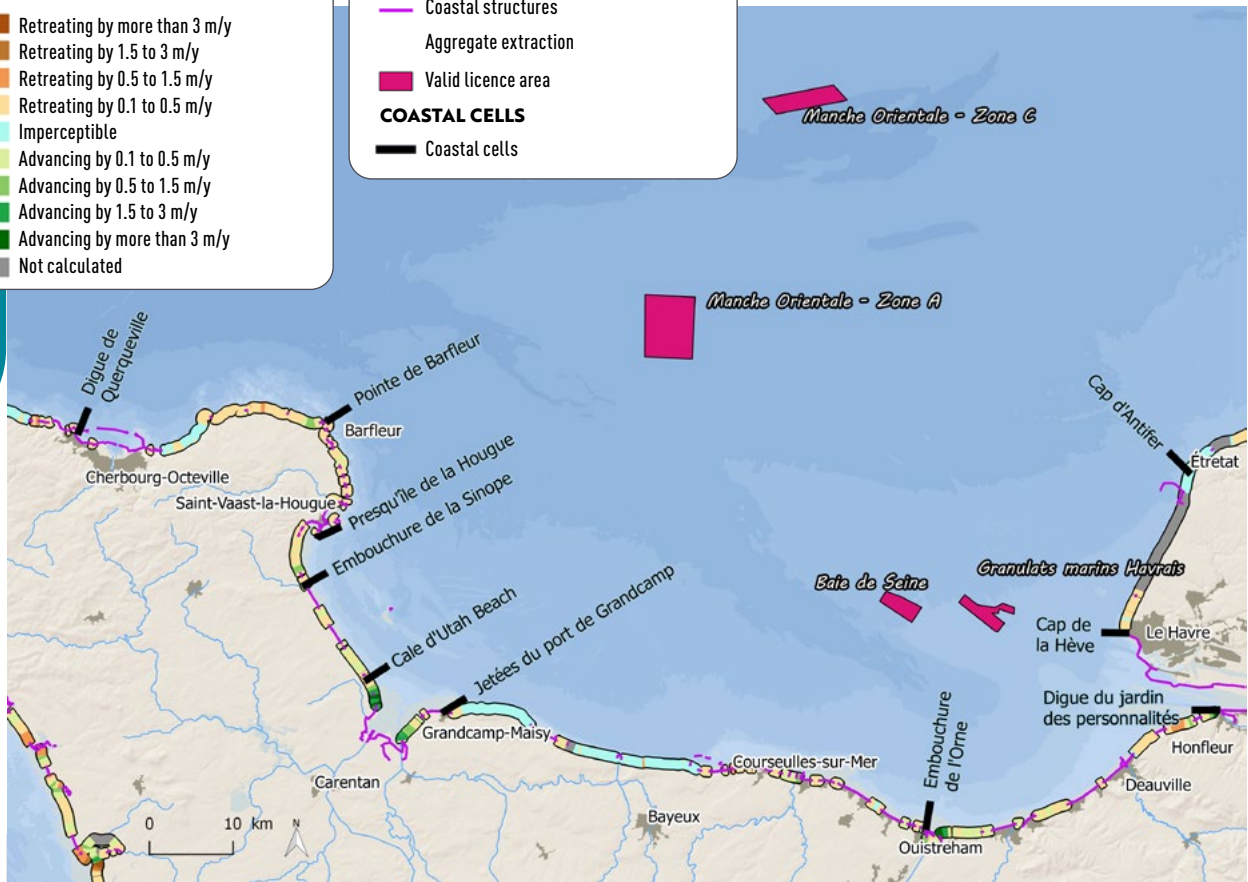 Retreating by more than 3 m/y
Retreating by 1.5 to 3 m/y
Retreating by 0.5 to 1.5 m/y
Retreating by 0.1 to 0.5 m/y
Imperceptible
Advancing by 0.1 to 0.5 m/y
Advancing by 0.5 to 1.5 m/y
Advancing by 1.5 to 3 m/y
Advancing by more than 3 m/y
Not calculated
Coastal structures
Aggregate extraction
Valid licence area
COASTAL CELLS
Coastal cells
Manche Orientale - Zone C
Manche Orientale - Zone A
Digue de
Querqueville
Pointe de Barfleur
Barfleur
Cherbourg-Octeville
Saint-Vaast-la-Hougue
Presqu'île de la Hougue
Embouchure de la Sinope
Cale d'Utah Beach
Jetées du port de Grandcamp
Grandcamp-Maisy
Carentan
0 10 km
N
Bayeux
Courseulles-sur-Mer
Embouchure
de l'Orne
Ouistreham
Baie de Seine
Granulats marins Havrais
Cap d'Antifer
Étretat
Cap de
la Hève
Le Havre
Digue du jardin
des personnalités
Honfleur
Deauville